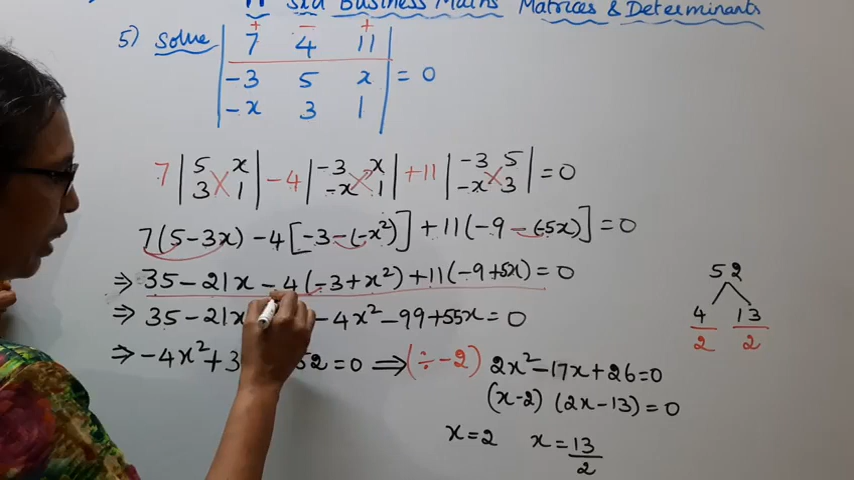 Std Business Maths Matrices & Determinants
5) Solve | 7 4 11 |
+ - +
| -3 5 x | = 0
| -x 3 1 |
7 | 5 x | -4 | -3 x | +11 | -3 5 | = 0
| 3 1 | | -x 1 | | -x 3 |
7(5-3x) -4[-3-(-x²)] +11(-9-(-5x)] = 0
⇒ 35-21x-4(-3+x²)+11(-9+5x)=0
⇒ 35-21x -4x²-99+55x=0
⇒ -4x²+3 52=0 ⇒ (÷-2) 2x²-17x+26=0
(x-2) (2x-13)=0
x=2 x=13/2
52
4 13
2 2